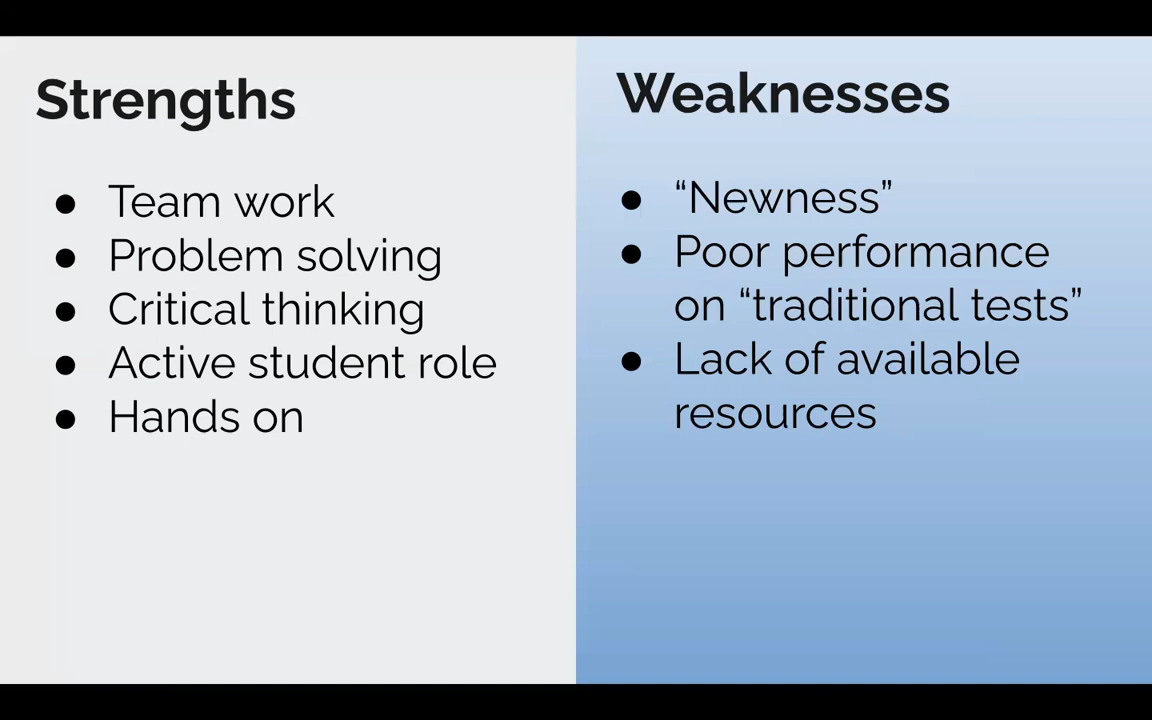 Strengths
● Team work
● Problem solving
● Critical thinking
● Active student role
● Hands on
Weaknesses
● “Newness”
● Poor performance
on “traditional tests”
● Lack of available
resources